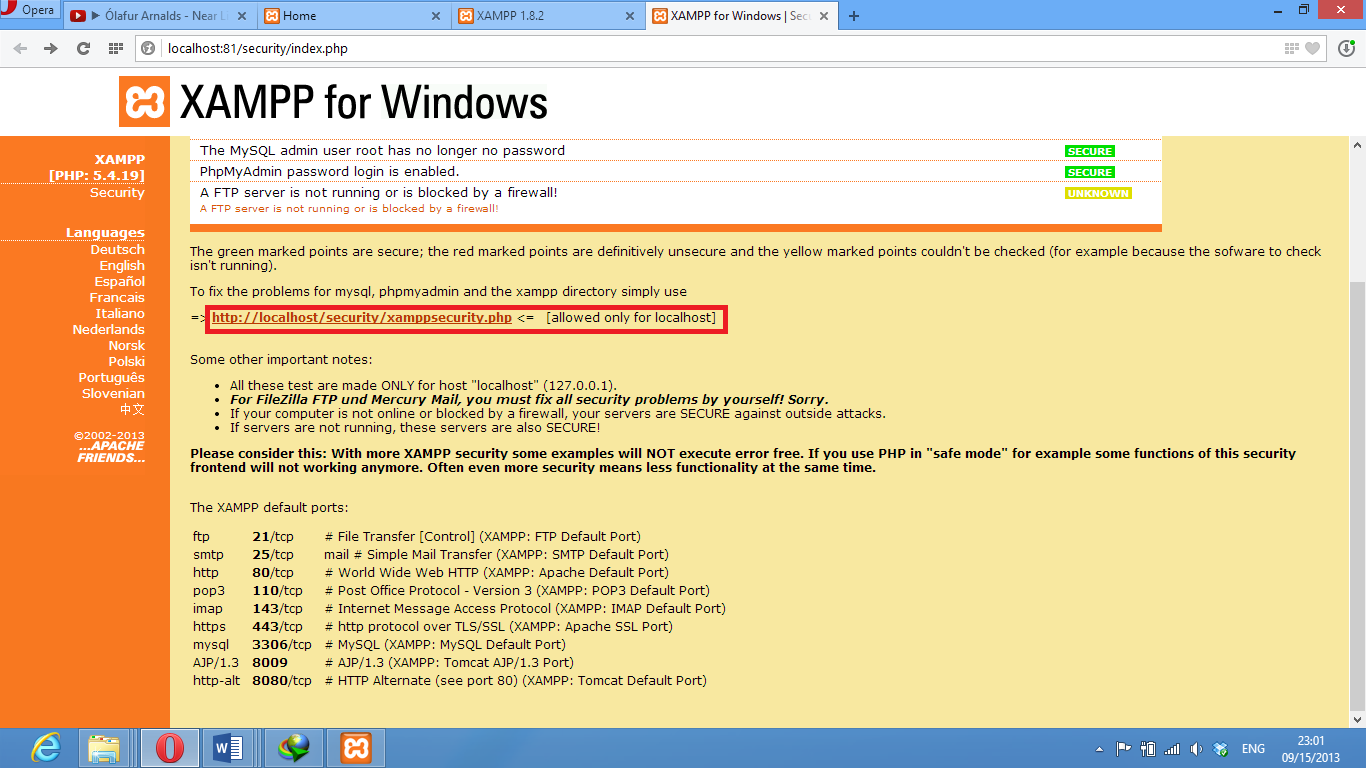 Opera
Ólafur Arnalds - Near
Home
XAMPP 1.8.2
XAMPP for Windows | Sec
localhost:81/security/index.php
XAMPP for Windows
XAMPP
[PHP: 5.4.19]
Security
Languages
Deutsch
English
Español
Francais
Italiano
Nederlands
Norsk
Polski
Português
Slovenian
中文
©2002-2013
...APACHE
FRIENDS...
The MySQL admin user root has no longer no password SECURE
PhpMyAdmin password login is enabled. SECURE
A FTP server is not running or is blocked by a firewall! UNKNOWN
A FTP server is not running or is blocked by a firewall!
The green marked points are secure; the red marked points are definitively unsecure and the yellow marked points couldn't be checked (for example because the sofware to check
isn't running).
To fix the problems for mysql, phpmyadmin and the xampp directory simply use
=> http://localhost/security/xamppsecurity.php <= [allowed only for localhost]
Some other important notes:
• All these test are made ONLY for host "localhost" (127.0.0.1).
• For FileZilla FTP und Mercury Mail, you must fix all security problems by yourself! Sorry.
• If your computer is not online or blocked by a firewall, your servers are SECURE against outside attacks.
• If servers are not running, these servers are also SECURE!
Please consider this: With more XAMPP security some examples will NOT execute error free. If you use PHP in "safe mode" for example some functions of this security
frontend will not working anymore. Often even more security means less functionality at the same time.
The XAMPP default ports:
ftp 21/tcp # File Transfer [Control] (XAMPP: FTP Default Port)
smtp 25/tcp mail # Simple Mail Transfer (XAMPP: SMTP Default Port)
http 80/tcp # World Wide Web HTTP (XAMPP: Apache Default Port)
pop3 110/tcp # Post Office Protocol - Version 3 (XAMPP: POP3 Default Port)
imap 143/tcp # Internet Message Access Protocol (XAMPP: IMAP Default Port)
https 443/tcp # http protocol over TLS/SSL (XAMPP: Apache SSL Port)
mysql 3306/tcp # MySQL (XAMPP: MySQL Default Port)
AJP/1.3 8009 # AJP/1.3 (XAMPP: Tomcat AJP/1.3 Port)
http-alt 8080/tcp # HTTP Alternate (see port 80) (XAMPP: Tomcat Default Port)
ENG
23:01
09/15/2013